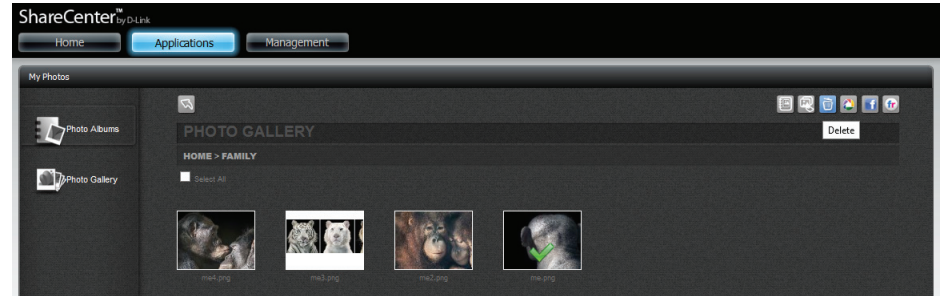 ShareCenter™ by D-Link
Home Applications Management
My Photos
Photo Albums
Photo Gallery
PHOTO GALLERY
Delete
HOME > FAMILY
Select All
me4.png me3.png me2.png me.png